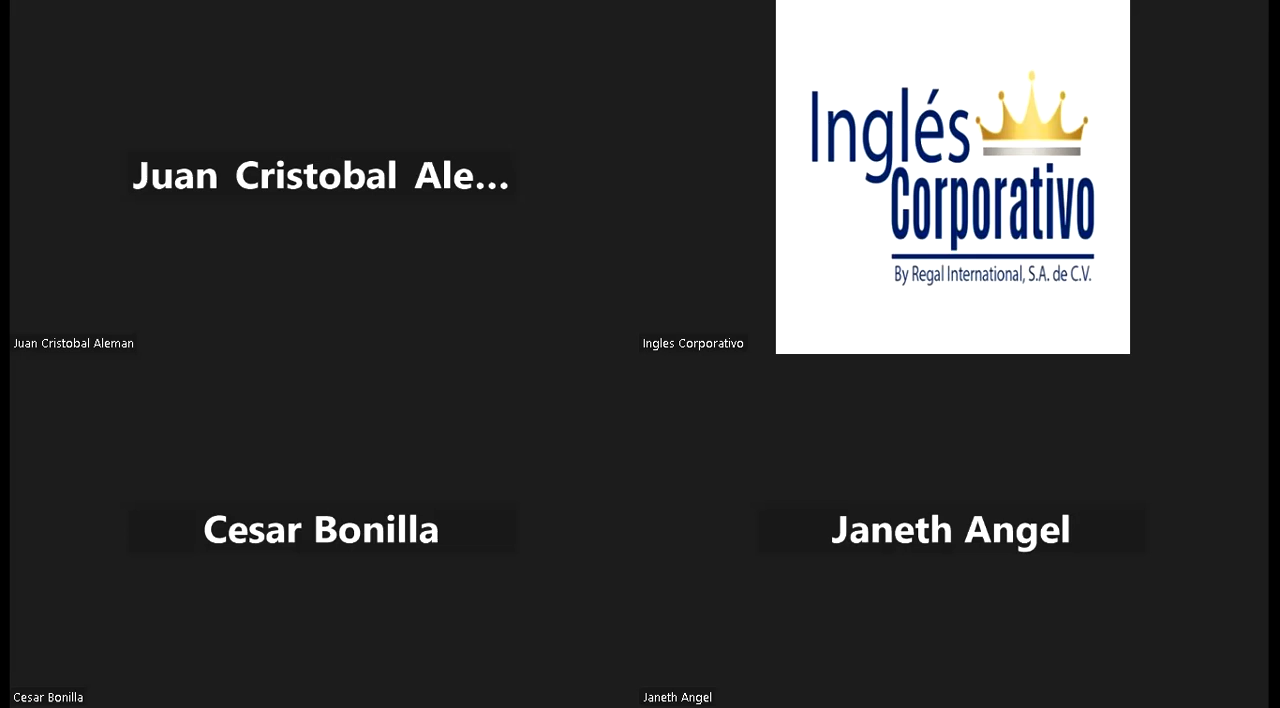 Juan Cristobal Ale...
Juan Cristobal Aleman
Inglés
Corporativo
By Regal International, S.A. de C.V.
Ingles Corporativo
Cesar Bonilla
Cesar Bonilla
Janeth Angel
Janeth Angel